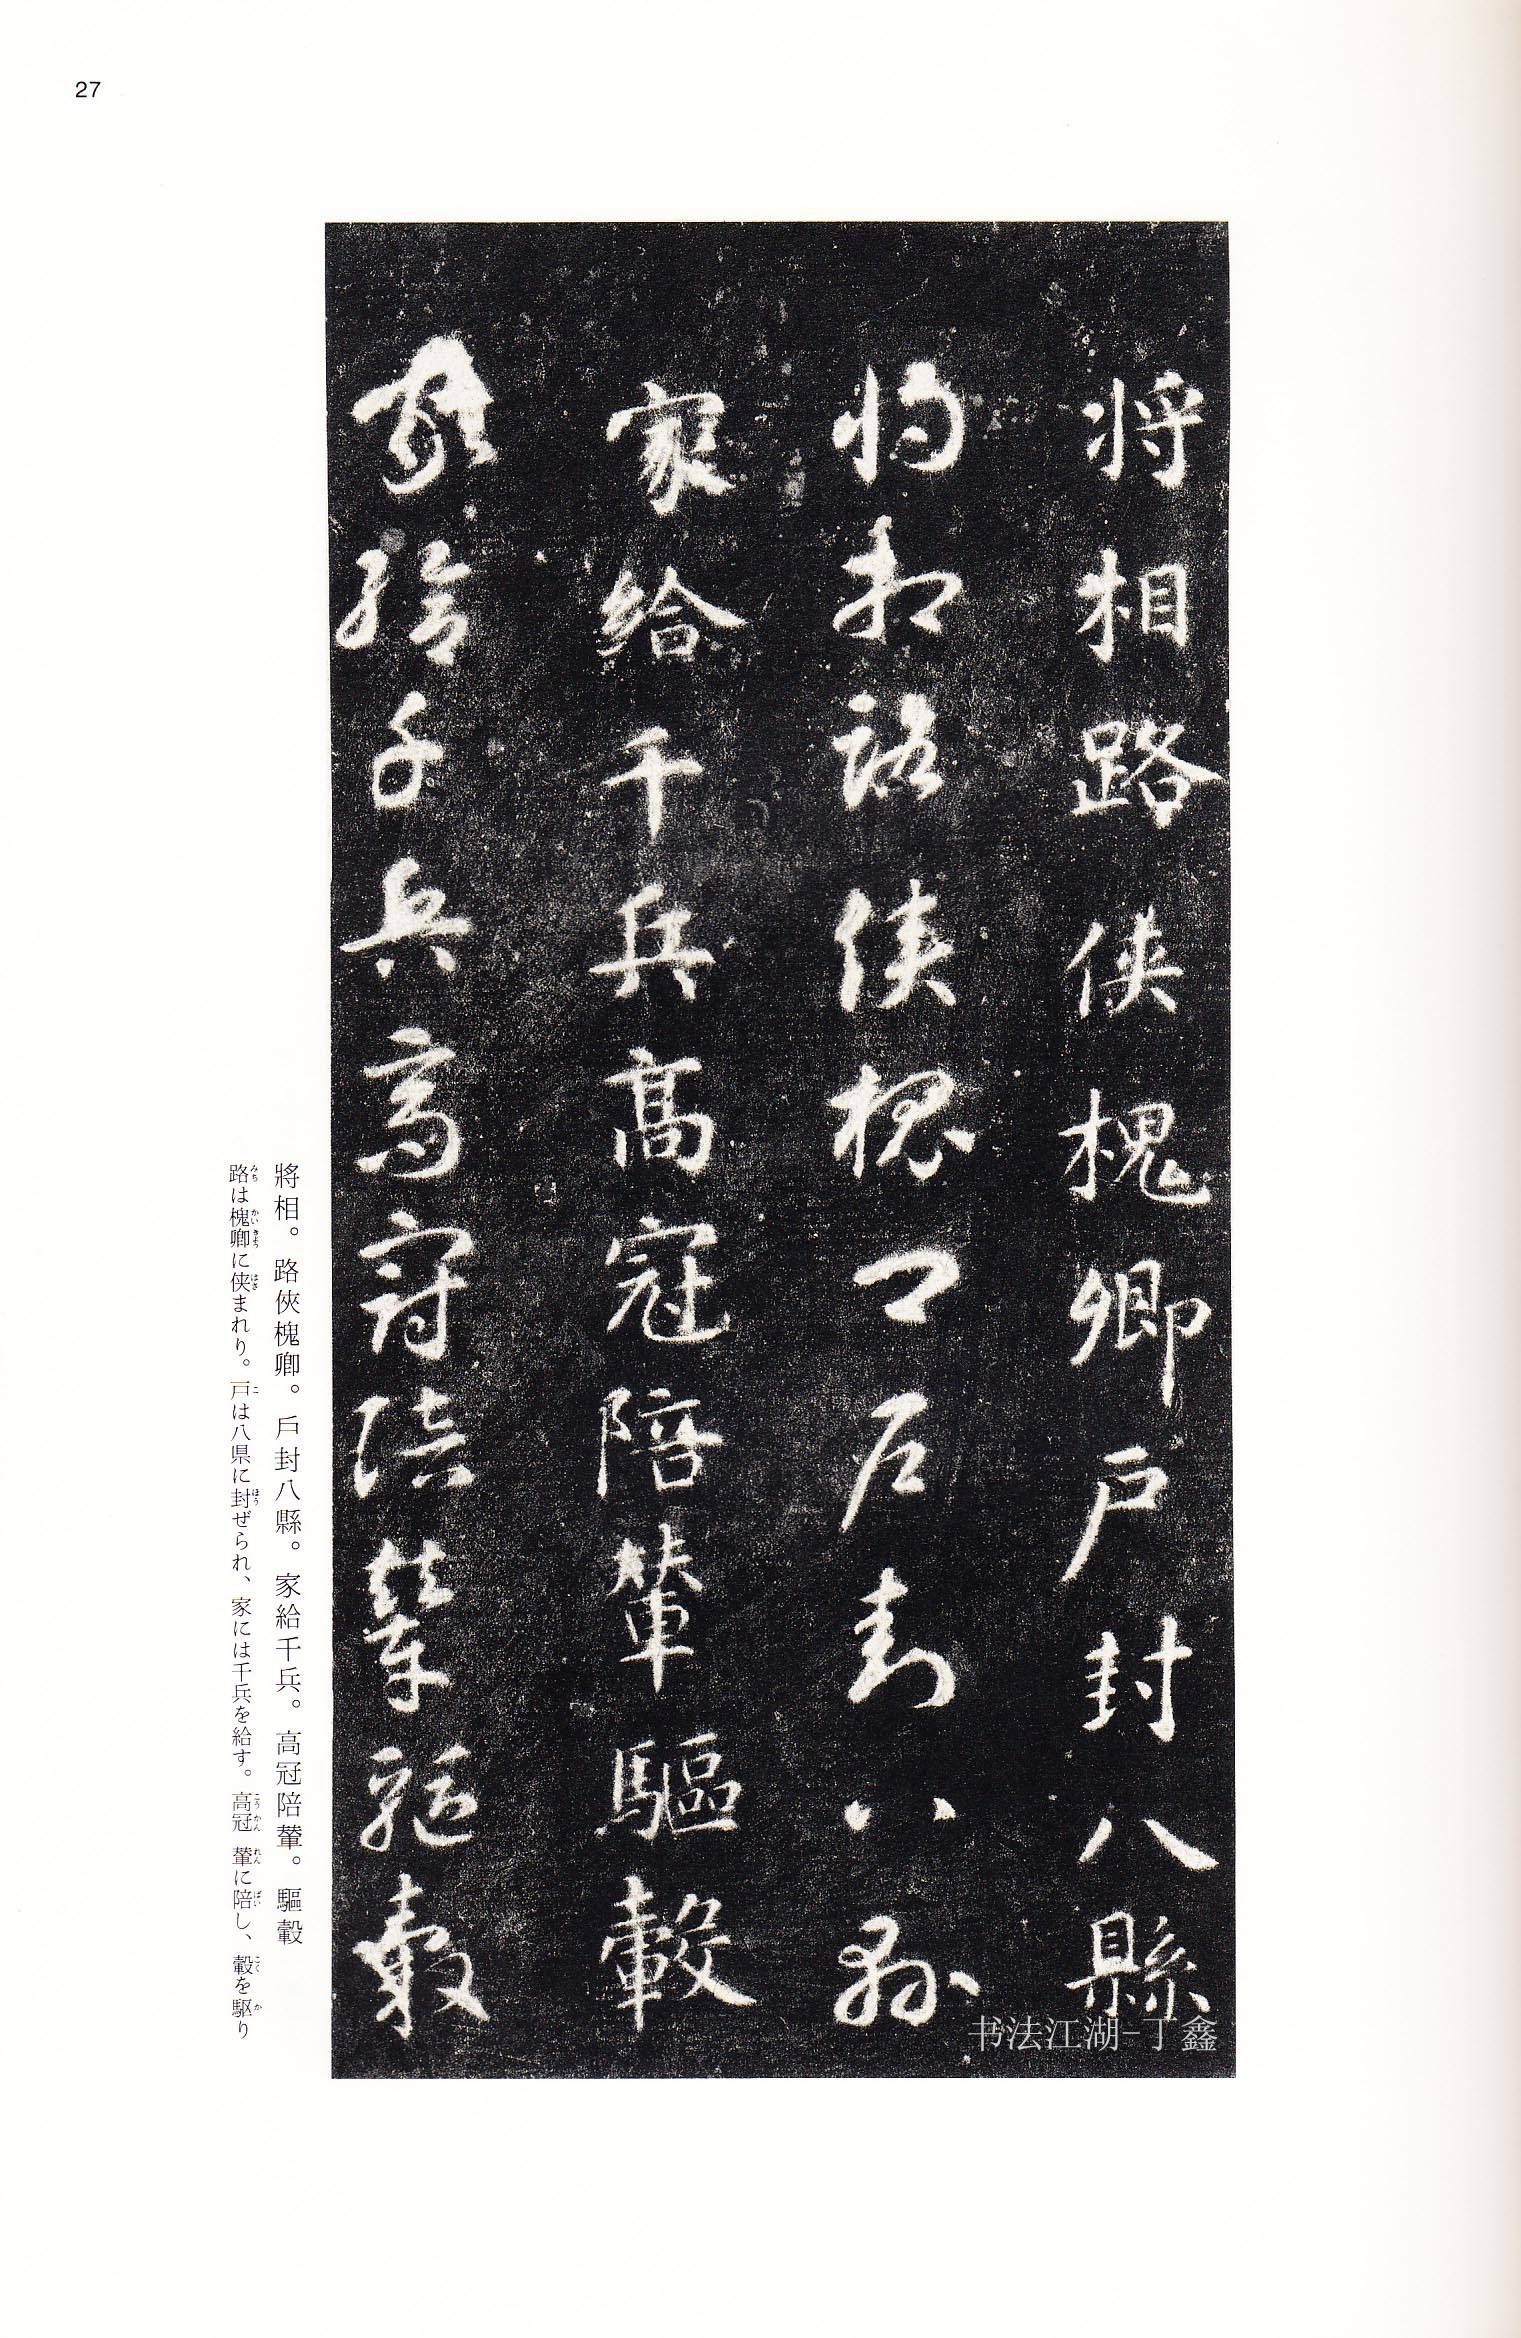 27
将相路俠槐卿戸封八縣
将相路俠槐卿戸封八縣
家給千兵高冠陪輦驅轂
家給千兵高冠陪輦驅轂
將相。路俠槐卿。戶封八縣。家給千兵。高冠陪輦。驅轂
路は槐卿に侠まれり。戸は八県に封ぜられ、家には千兵を給す。高冠 輦に陪し、轂を駆り
书法江湖-丁鑫